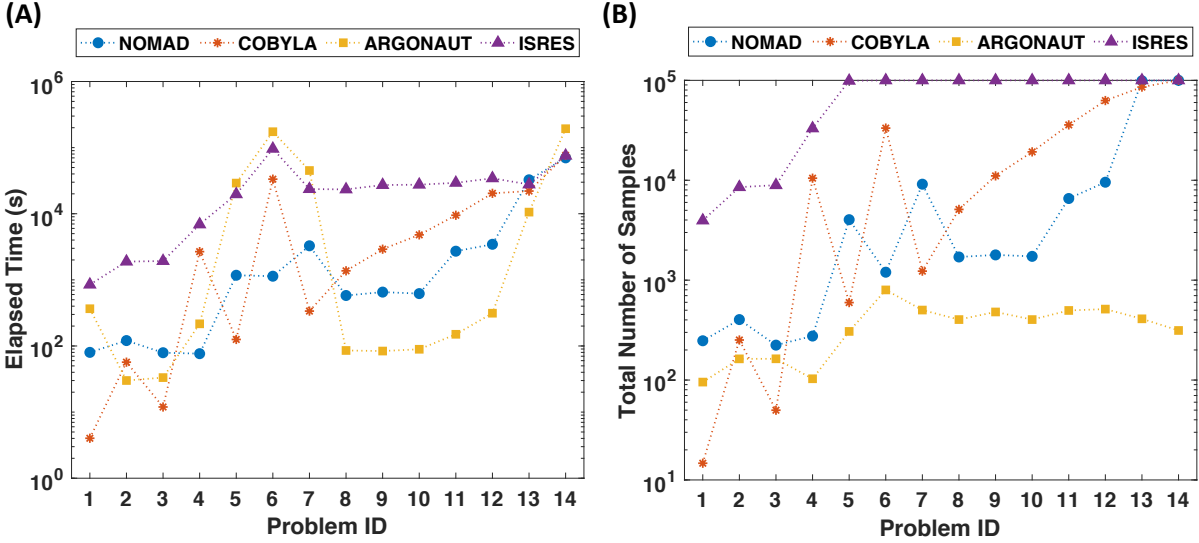 (A)
NOMAD COBYLA ARGONAUT ISRES
10^6
10^4
10^2
10^0
Elapsed Time (s)
1 2 3 4 5 6 7 8 9 10 11 12 13 14
Problem ID
(B)
NOMAD COBYLA ARGONAUT ISRES
10^5
10^4
10^3
10^2
10^1
Total Number of Samples
1 2 3 4 5 6 7 8 9 10 11 12 13 14
Problem ID